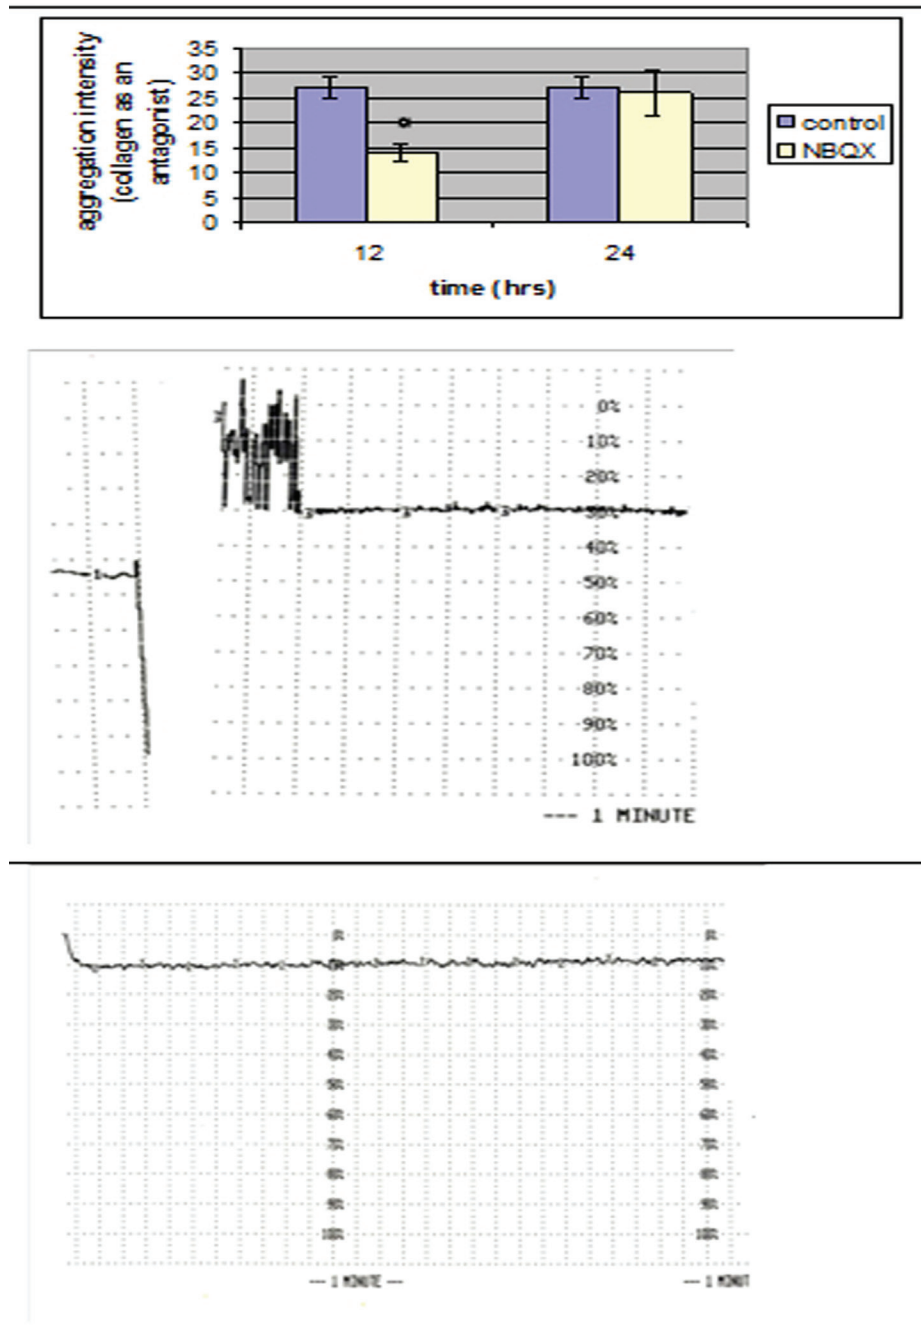 aggregation intensity
(collagen as an
antagonist)
35
30
25
20
15
10
5
0
12
24
time (hrs)
control
NBQX
0%
10%
20%
30%
40%
50%
60%
70%
80%
90%
100%
--- 1 MINUTE
--- 1 MINUTE ---
--- 1 MINUT